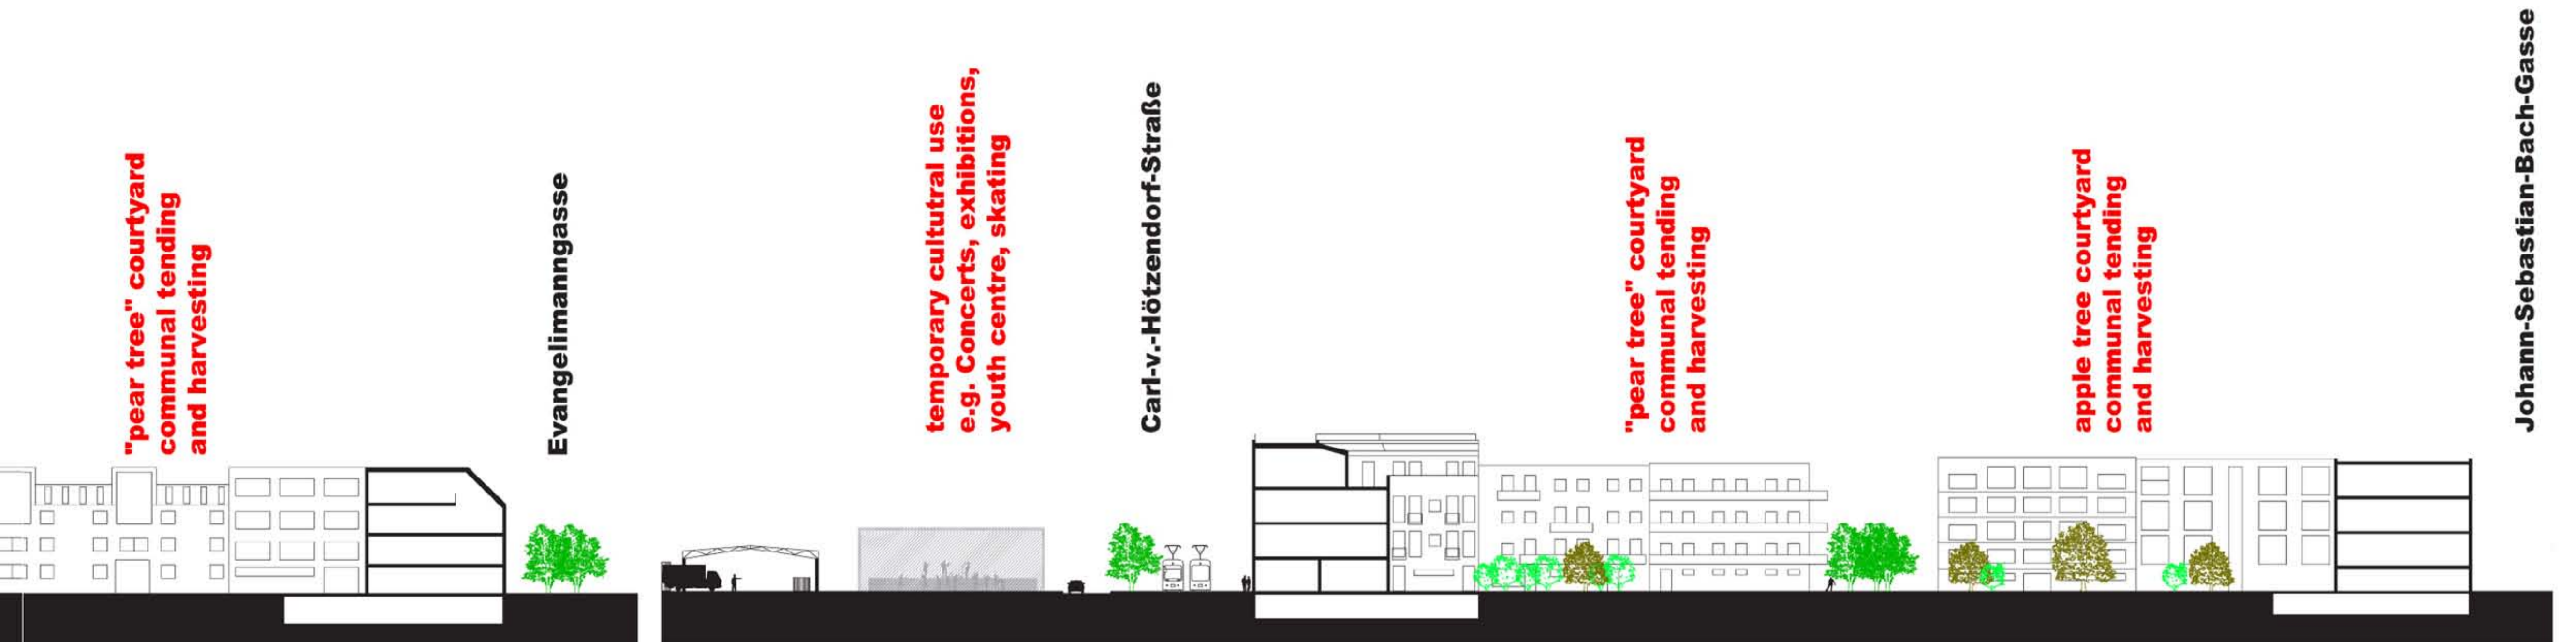 "pear tree" courtyard
communal tending
and harvesting
Evangelimanngasse
temporary cultutral use
e.g. Concerts, exhibitions,
youth centre, skating
Carl-v.-Hötzendorf-Straße
"pear tree" courtyard
communal tending
and harvesting
apple tree courtyard
communal tending
and harvesting
Johann-Sebastian-Bach-Gasse